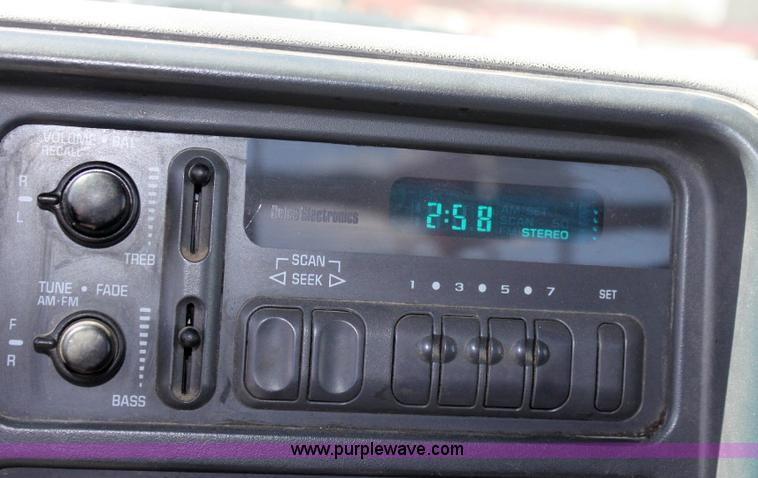 VOLUME • BAL
RECALL
R
L
TREB
TUNE • FADE
AM-FM
F
R
BASS
Delco Electronics
2:58
STEREO
SCAN
SEEK
1 • 3 • 5 • 7
SET
www.purplewave.com